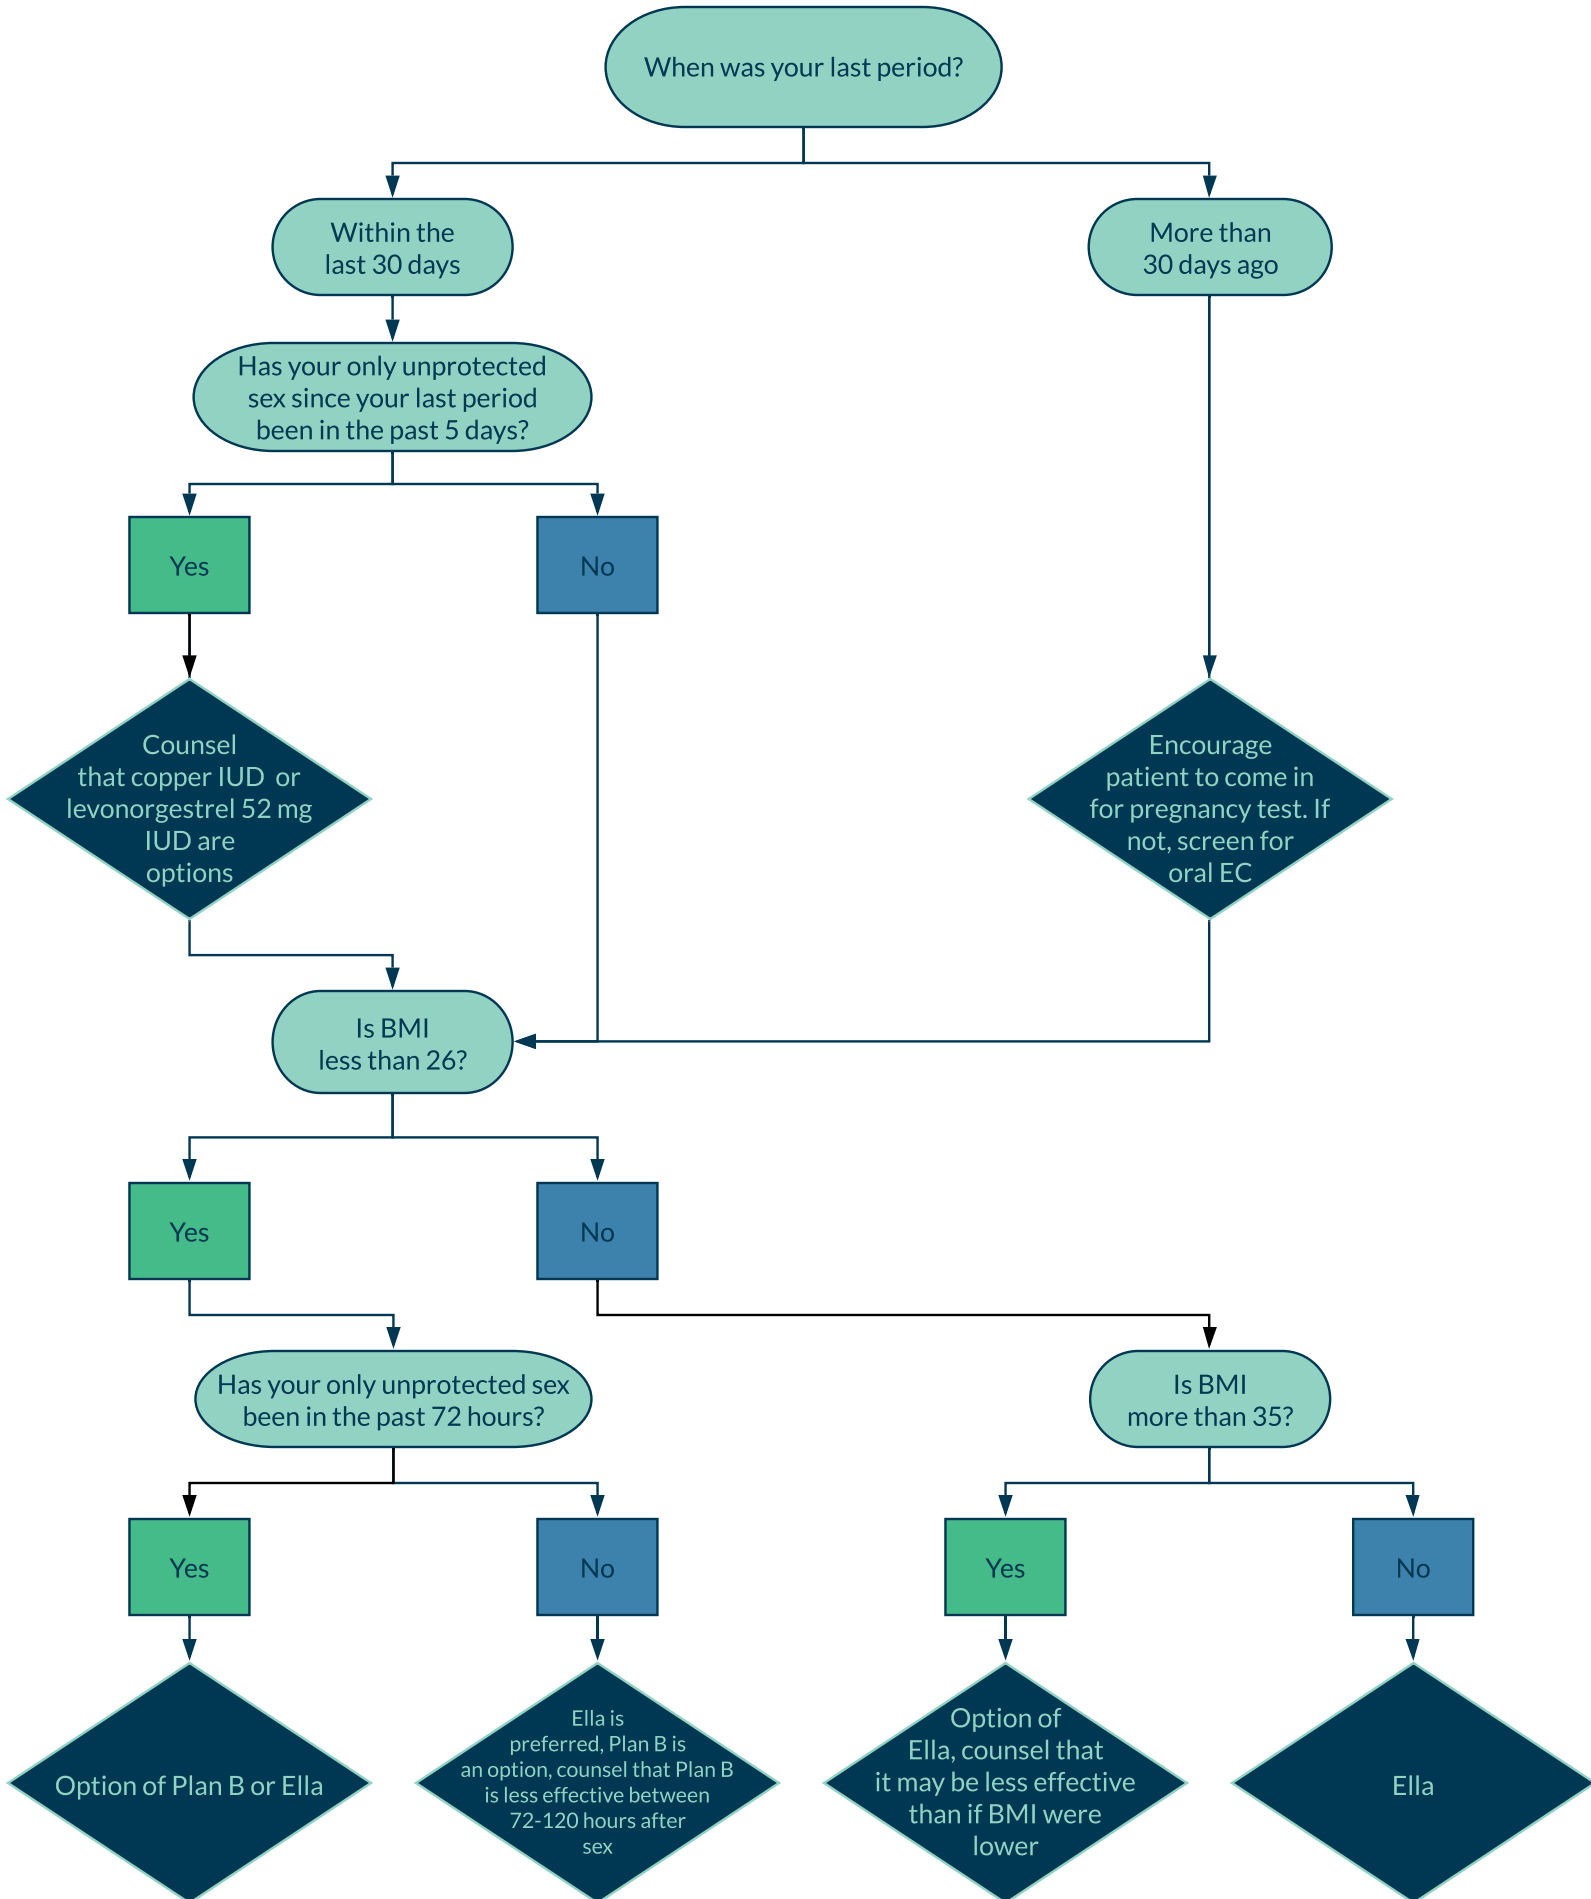 When was your last period?
Within the
last 30 days
More than
30 days ago
Has your only unprotected
sex since your last period
been in the past 5 days?
Yes
No
Counsel
that copper IUD or
levonorgestrel 52 mg
IUD are
options
Encourage
patient to come in
for pregnancy test. If
not, screen for
oral EC
Is BMI
less than 26?
Yes
No
Has your only unprotected sex
been in the past 72 hours?
Is BMI
more than 35?
Yes
No
Yes
No
Option of Plan B or Ella
Ella is
preferred, Plan B is
an option, counsel that Plan B
is less effective between
72-120 hours after
sex
Option of
Ella, counsel that
it may be less effective
than if BMI were
lower
Ella